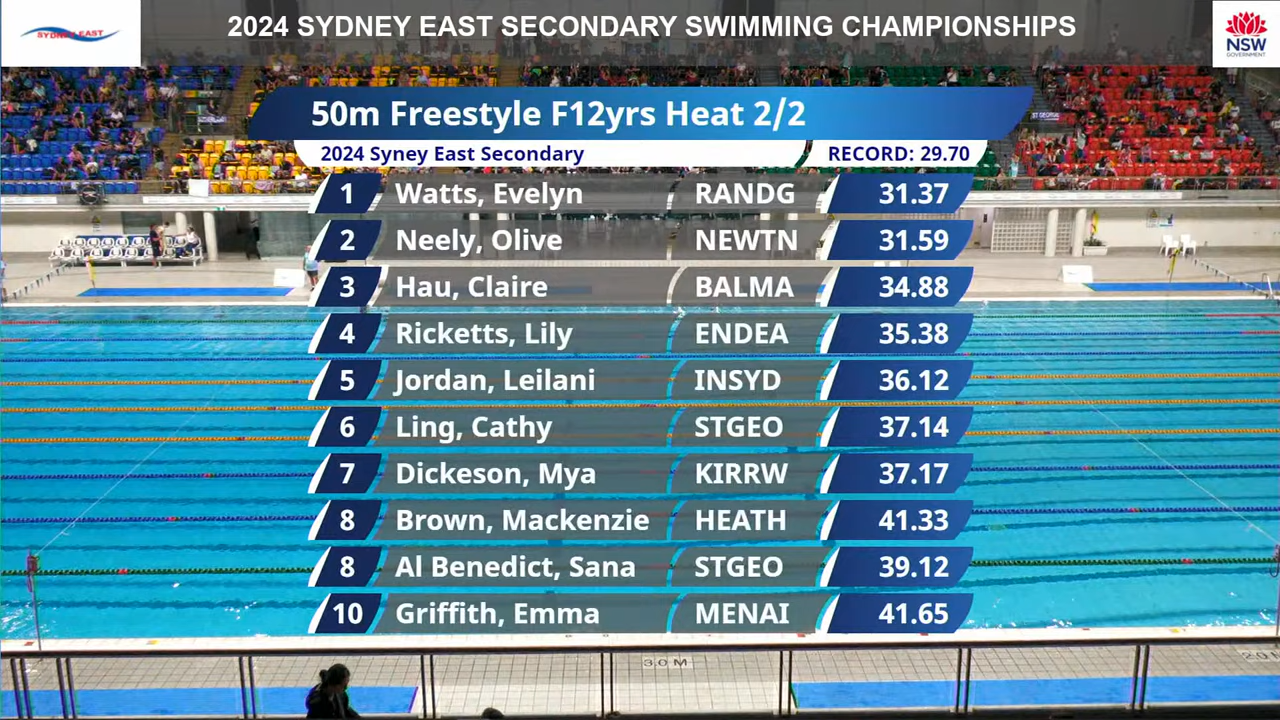 2024 SYDNEY EAST SECONDARY SWIMMING CHAMPIONSHIPS
SYDNEY EAST
NSW
GOVERNMENT
50m Freestyle F12yrs Heat 2/2
2024 Syney East Secondary RECORD: 29.70
1 Watts, Evelyn RANDG 31.37
2 Neely, Olive NEWTN 31.59
3 Hau, Claire BALMA 34.88
4 Ricketts, Lily ENDEA 35.38
5 Jordan, Leilani INSYD 36.12
6 Ling, Cathy STGEO 37.14
7 Dickeson, Mya KIRRW 37.17
8 Brown, Mackenzie HEATH 41.33
8 Al Benedict, Sana STGEO 39.12
10 Griffith, Emma MENAI 41.65
ST GEORGE
3.0 M